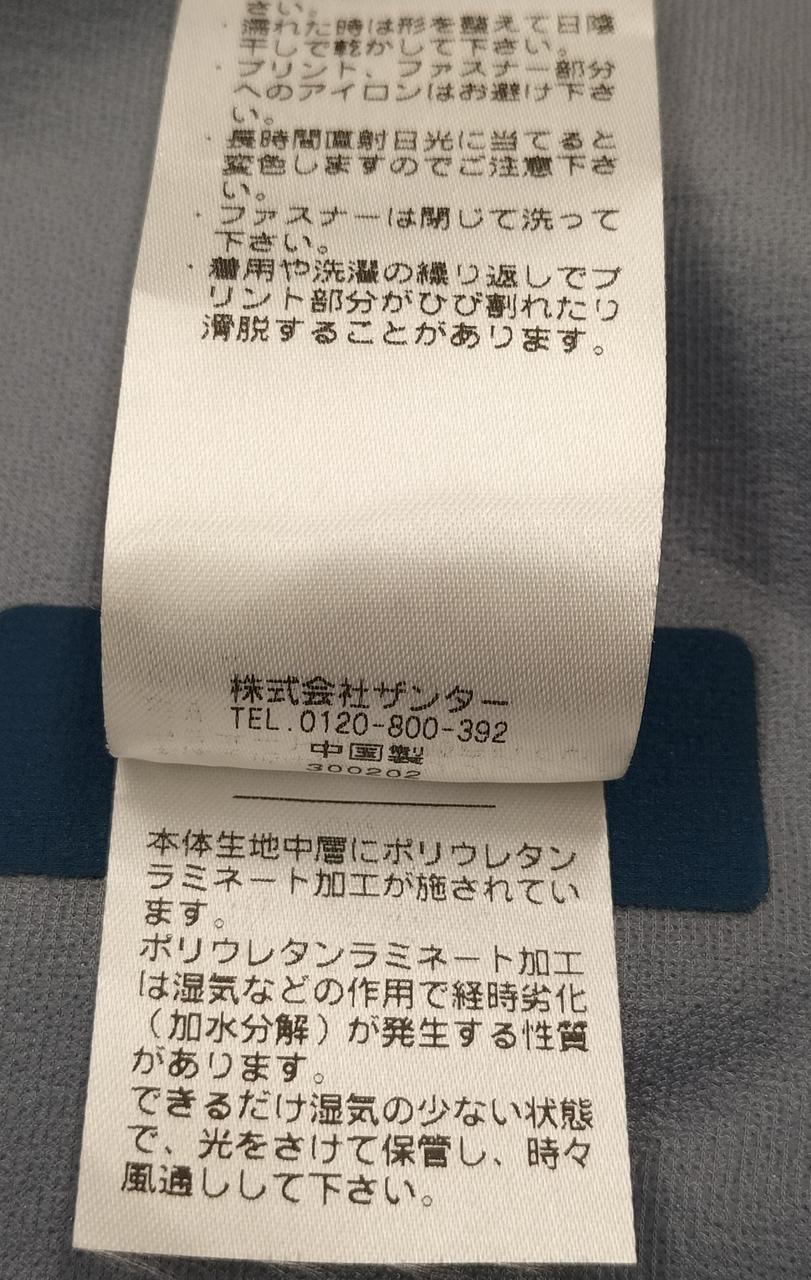 さい。
・濡れた時は形を整えて日陰
干しで乾かして下さい。
・プリント、ファスナー部分
へのアイロンはお避け下さ
い。
・長時間直射日光に当てると
変色しますのでご注意下さ
い。
・ファスナーは閉じて洗って
下さい。
・着用や洗濯の繰り返しでプ
リント部分がひび割れたり
滑脱することがあります。
株式会社ザンター
TEL.0120-800-392
中国製
300202
本体生地中層にポリウレタン
ラミネート加工が施されてい
ます。
ポリウレタンラミネート加工
は湿気などの作用で経時劣化
（加水分解）が発生する性質
があります。
できるだけ湿気の少ない状態
で、光をさけて保管し、時々
風通しして下さい。